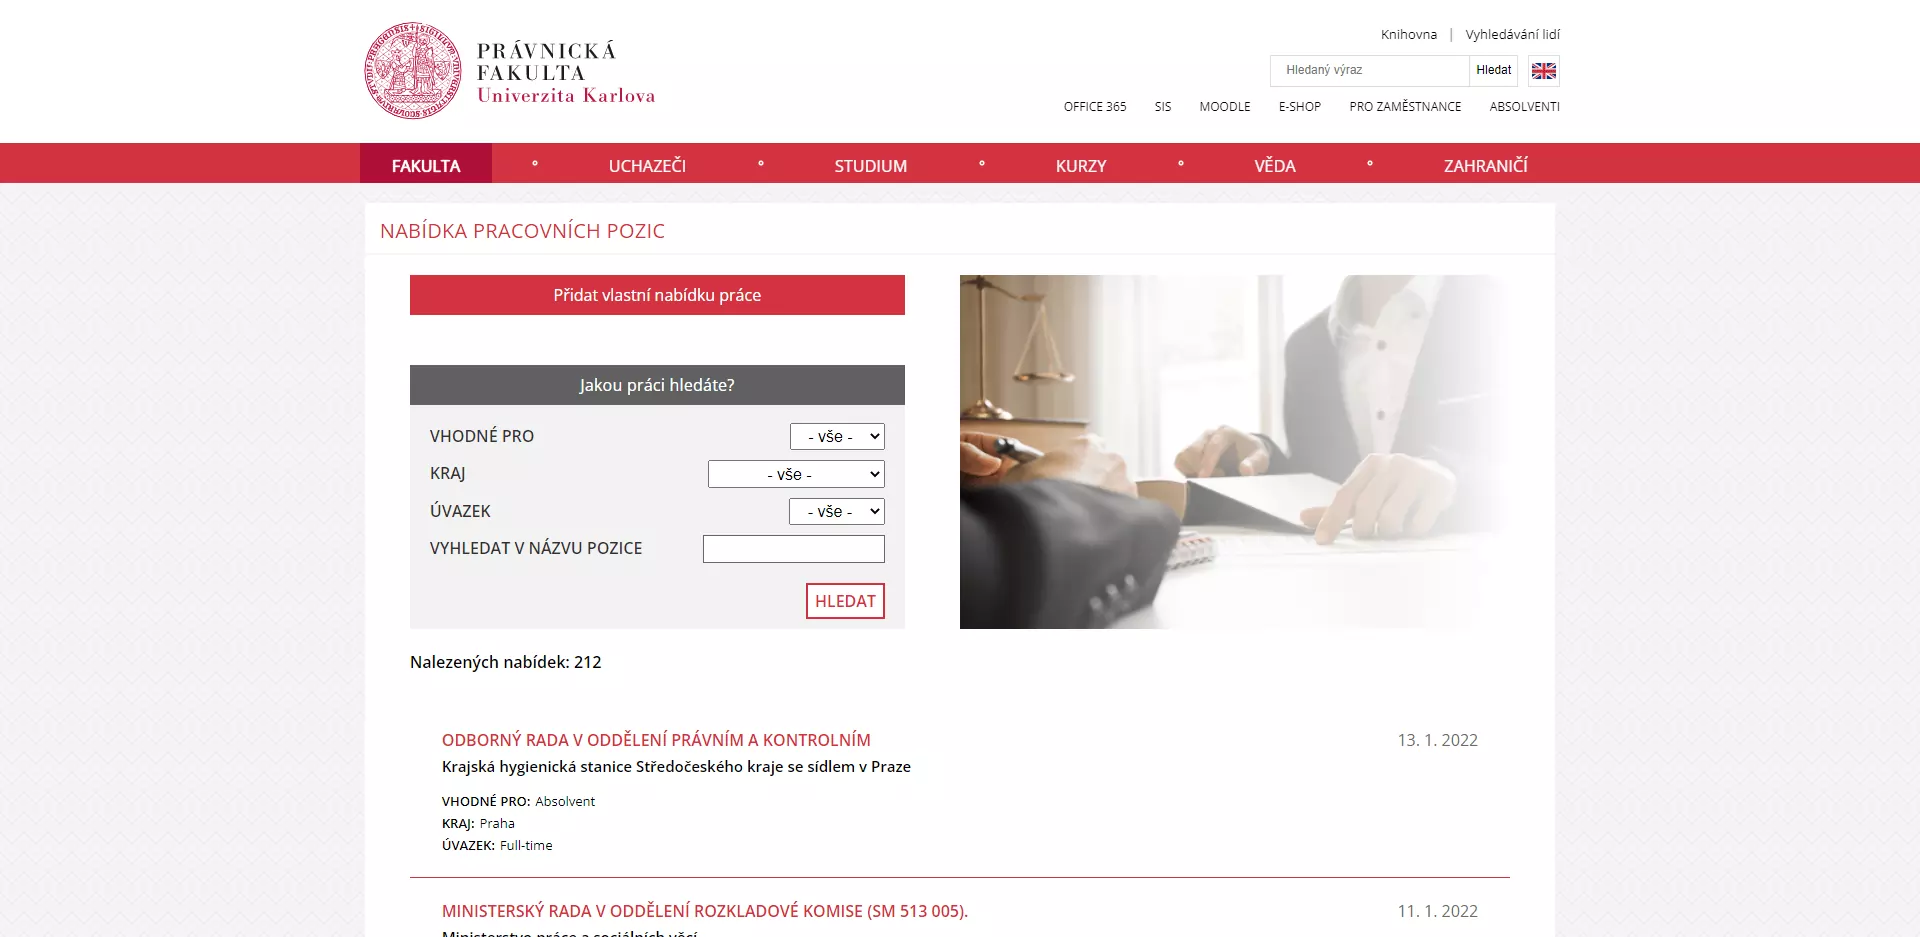 PRÁVNICKÁ
FAKULTA
Univerzita Karlova
Knihovna | Vyhledávání lidí
Hledaný výraz Hledat
OFFICE 365 SIS MOODLE E-SHOP PRO ZAMĚSTNANCE ABSOLVENTI
FAKULTA UCHAZEČI STUDIUM KURZY VĚDA ZAHRANIČÍ
NABÍDKA PRACOVNÍCH POZIC
Přidat vlastní nabídku práce
Jakou práci hledáte?
VHODNÉ PRO - vše -
KRAJ - vše -
ÚVAZEK - vše -
VYHLEDAT V NÁZVU POZICE
HLEDAT
Nalezených nabídek: 212
ODBORNÝ RADA V ODDĚLENÍ PRÁVNÍM A KONTROLNÍM 13. 1. 2022
Krajská hygienická stanice Středočeského kraje se sídlem v Praze
VHODNÉ PRO: Absolvent
KRAJ: Praha
ÚVAZEK: Full-time
MINISTERSKÝ RADA V ODDĚLENÍ ROZKLADOVÉ KOMISE (SM 513 005). 11. 1. 2022
Ministerstvo práce a sociálních věcí